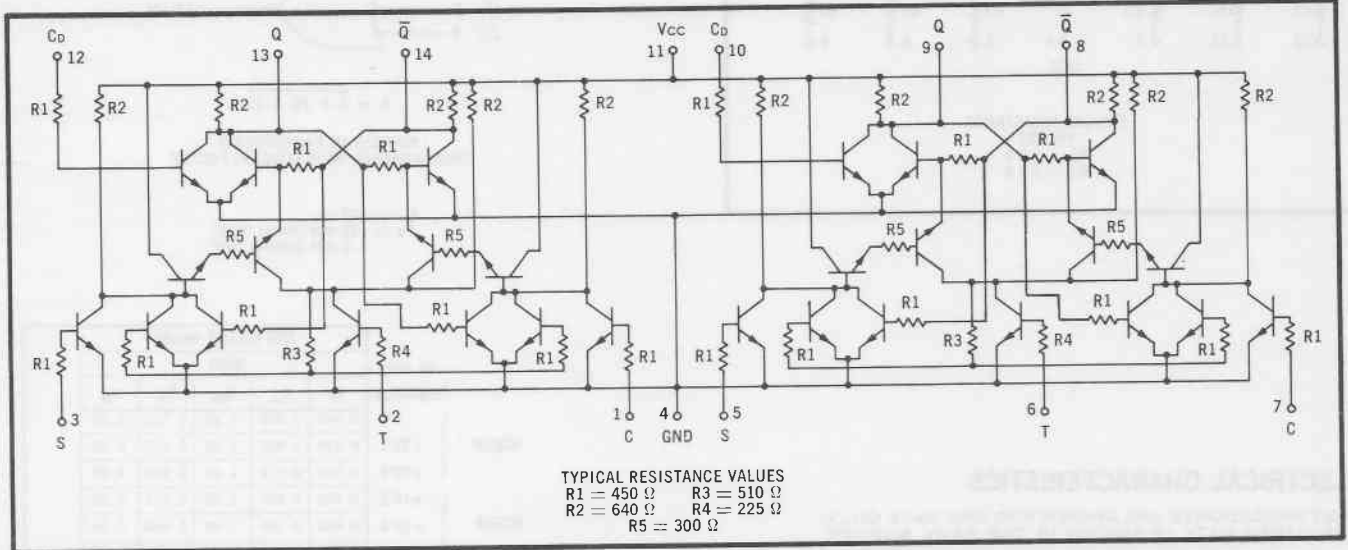 CD Q Q̄ VCC CD Q Q̄
12 13 14 11 10 9 8
R1 R2 R2 R2 R2 R2 R1 R2 R2 R2 R2 R2
R1 R1 R1 R1
R5 R5 R5 R5
R1 R1 R1 R1
R1 R1 R3 R4 R1 R1 R1 R1 R3 R4 R1 R1
3 2 1 4 5 6 7
S T C GND S T C
TYPICAL RESISTANCE VALUES
R1 = 450 Ω R3 = 510 Ω
R2 = 640 Ω R4 = 225 Ω
R5 = 300 Ω